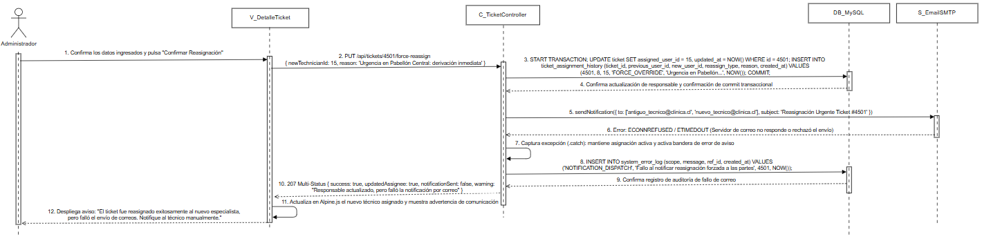 V_DetalleTicket
C_TicketController
DB_MySQL
S_EmailSMTP
Administrador
1. Confirma los datos ingresados y pulsa "Confirmar Reasignación"
2. PUT /api/tickets/4501/force-reassign
{ newTechnicianId: 15, reason: 'Urgencia en Pabellón Central: derivación inmediata' }
3. START TRANSACTION; UPDATE ticket SET assigned_user_id = 15, updated_at = NOW() WHERE id = 4501; INSERT INTO
ticket_assignment_history (ticket_id, previous_user_id, new_user_id, reassign_type, reason, created_at) VALUES
(4501, 8, 15, 'FORCE_OVERRIDE', 'Urgencia en Pabellón...', NOW()); COMMIT;
4. Confirma actualización de responsable y confirmación de commit transaccional
5. sendNotification({ to: ['antiguo_tecnico@clinica.cl', 'nuevo_tecnico@clinica.cl'], subject: 'Reasignación Urgente Ticket #4501' })
6. Error: ECONNREFUSED / ETIMEDOUT (Servidor de correo no responde o rechazó el envío)
7. Captura excepción (.catch): mantiene asignación activa y activa bandera de error de aviso
8. INSERT INTO system_error_log (scope, message, ref_id, created_at) VALUES
('NOTIFICATION_DISPATCH', 'Fallo al notificar reasignación forzada a las partes', 4501, NOW());
9. Confirma registro de auditoría de fallo de correo
10. 207 Multi-Status { success: true, updatedAssignee: true, notificationSent: false, warning:
"Responsable actualizado, pero falló la notificación por correo" }
11. Actualiza en Alpine.js el nuevo técnico asignado y muestra advertencia de comunicación
12. Despliega aviso: "El ticket fue reasignado exitosamente al nuevo especialista,
pero falló el envío de correos. Notifique al técnico manualmente."